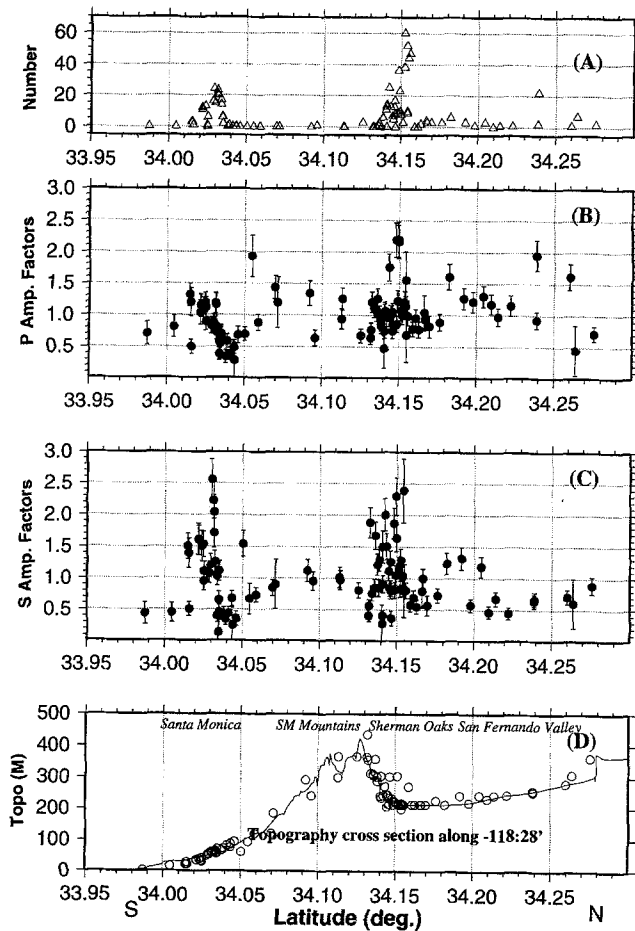 60
40
20
0
Number
(A)
33.95 34.00 34.05 34.10 34.15 34.20 34.25
3.0
2.5
2.0
1.5
1.0
0.5
P Amp. Factors
(B)
33.95 34.00 34.05 34.10 34.15 34.20 34.25
3.0
2.5
2.0
1.5
1.0
0.5
S Amp. Factors
(C)
33.95 34.00 34.05 34.10 34.15 34.20 34.25
500
400
300
200
100
0
Topo (M)
Santa Monica SM Mountains Sherman Oaks San Fernando Valley
(D)
Topography cross section along -118:28'
33.95 34.00 34.05 34.10 34.15 34.20 34.25
S Latitude (deg.) N